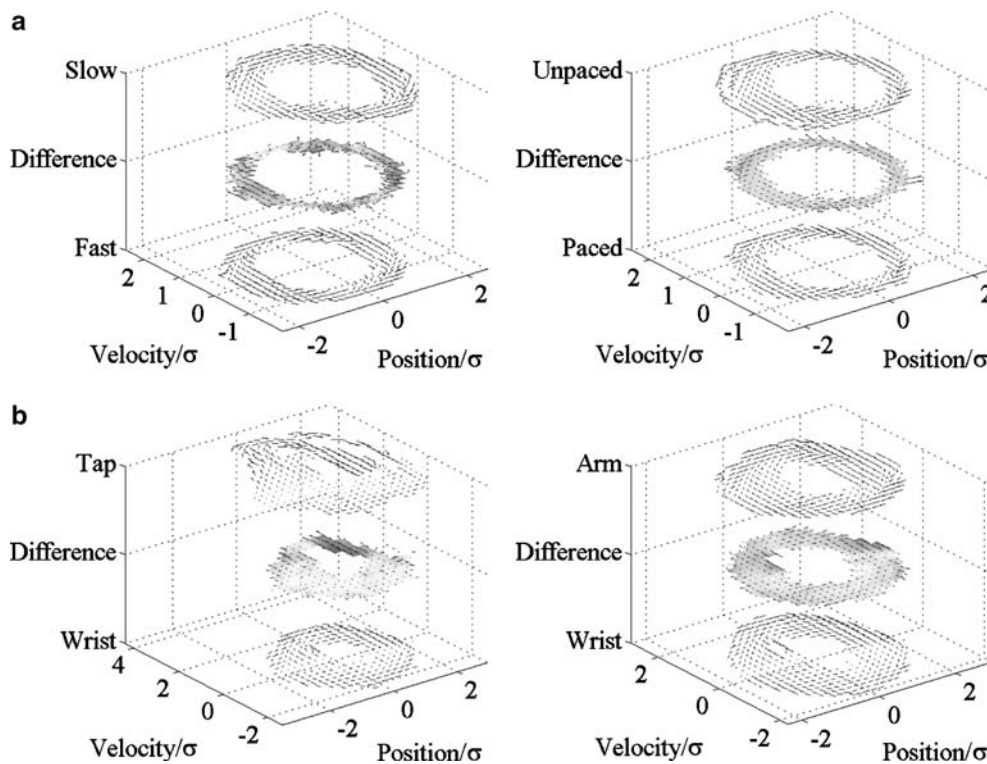 a
Slow
Difference
Fast
2
1
0
-1
Velocity/σ
-2
0
2
Position/σ
Unpaced
Difference
Paced
2
1
0
-1
Velocity/σ
-2
0
2
Position/σ
b
Tap
Difference
Wrist
4
2
0
-2
Velocity/σ
-2
0
2
Position/σ
Arm
Difference
Wrist
2
0
-2
Velocity/σ
-2
0
2
Position/σ